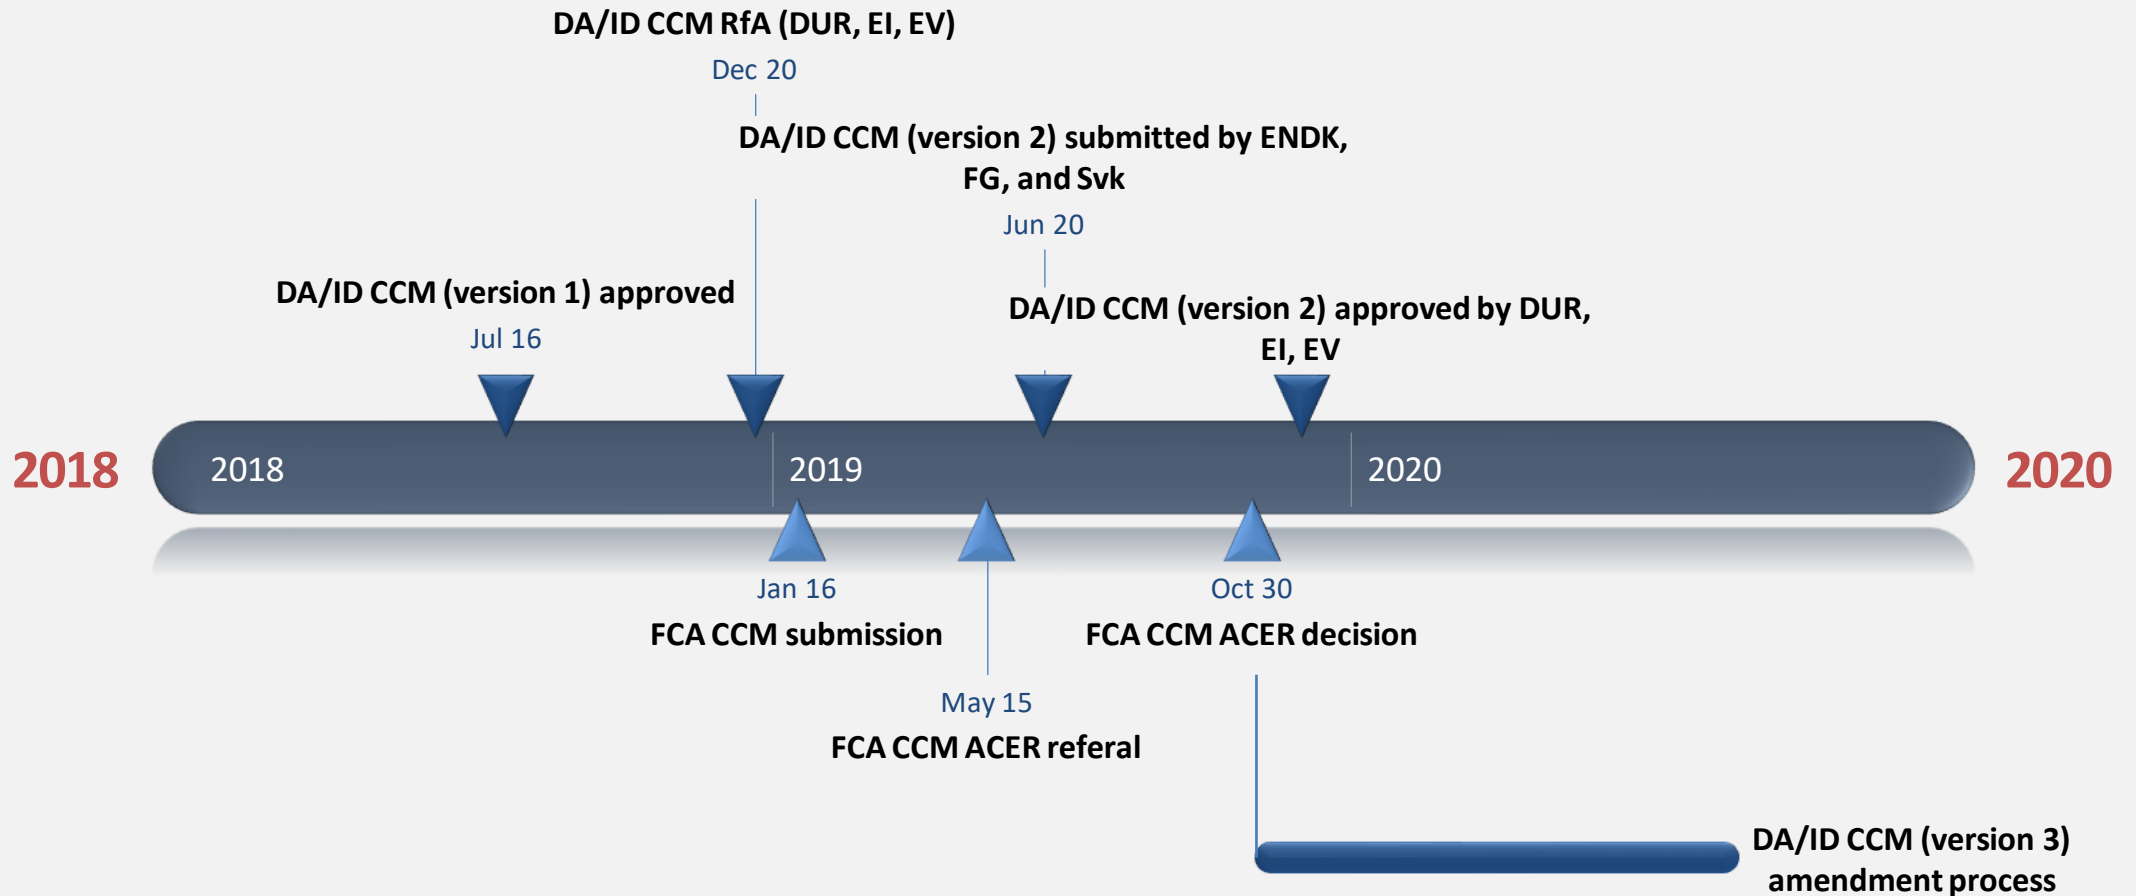 DA/ID CCM RfA (DUR, EI, EV)
Dec 20
DA/ID CCM (version 2) submitted by ENDK,
FG, and Svk
Jun 20
DA/ID CCM (version 1) approved
Jul 16
DA/ID CCM (version 2) approved by DUR,
EI, EV
2018
2018
2019
2020
2020
Jan 16
FCA CCM submission
Oct 30
FCA CCM ACER decision
May 15
FCA CCM ACER referal
DA/ID CCM (version 3)
amendment process